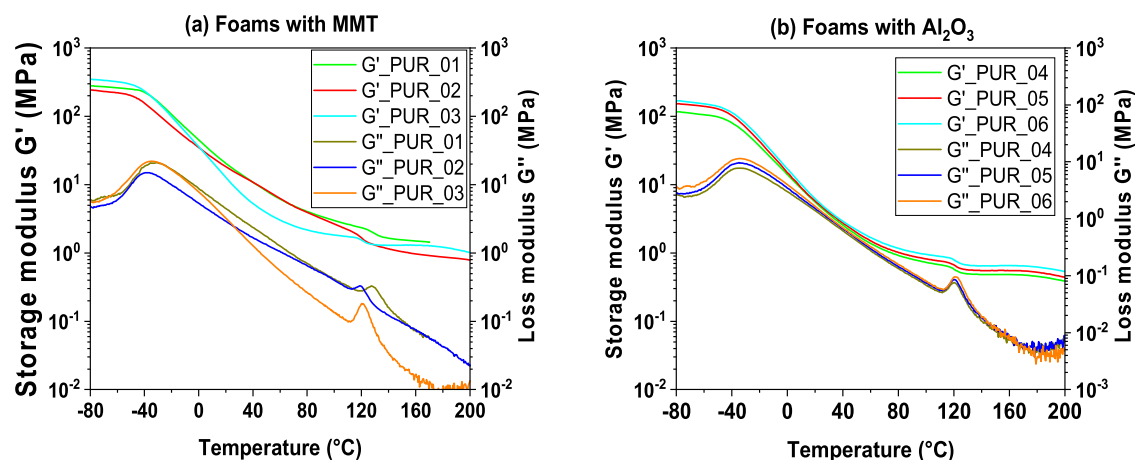 (a) Foams with MMT
Storage modulus G' (MPa)
10³
10²
10¹
10⁰
10⁻¹
10⁻²
G'_PUR_01
G'_PUR_02
G'_PUR_03
G"_PUR_01
G"_PUR_02
G"_PUR_03
10³
10²
10¹
10⁰
10⁻¹
10⁻²
Loss modulus G" (MPa)
-80 -40 0 40 80 120 160 200
Temperature (°C)
(b) Foams with Al₂O₃
Storage modulus G' (MPa)
10³
10²
10¹
10⁰
10⁻¹
10⁻²
G'_PUR_04
G'_PUR_05
G'_PUR_06
G"_PUR_04
G"_PUR_05
G"_PUR_06
10³
10²
10¹
10⁰
10⁻¹
10⁻²
10⁻³
Loss modulus G" (MPa)
-80 -40 0 40 80 120 160 200
Temperature (°C)